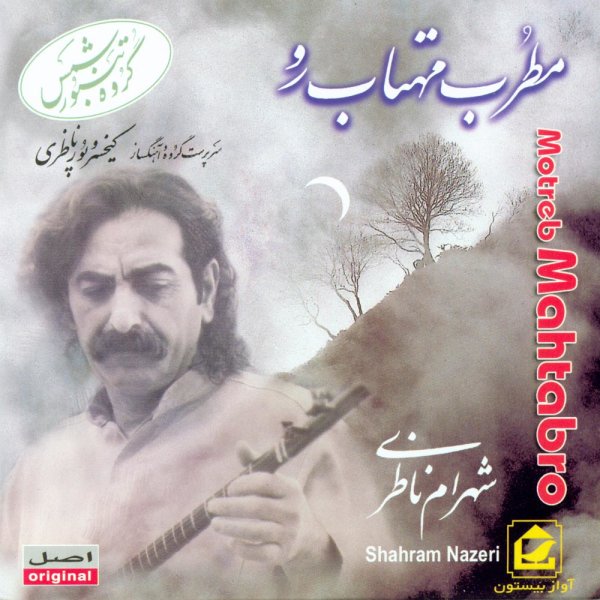 مطرب مهتاب رو
گروه تنبور شمس
سرپرست گروه و آهنگساز
کیخسرو پورناظری
Motreb Mahtabro
شهرام ناظری
Shahram Nazeri
آواز بیستون
اصل
original